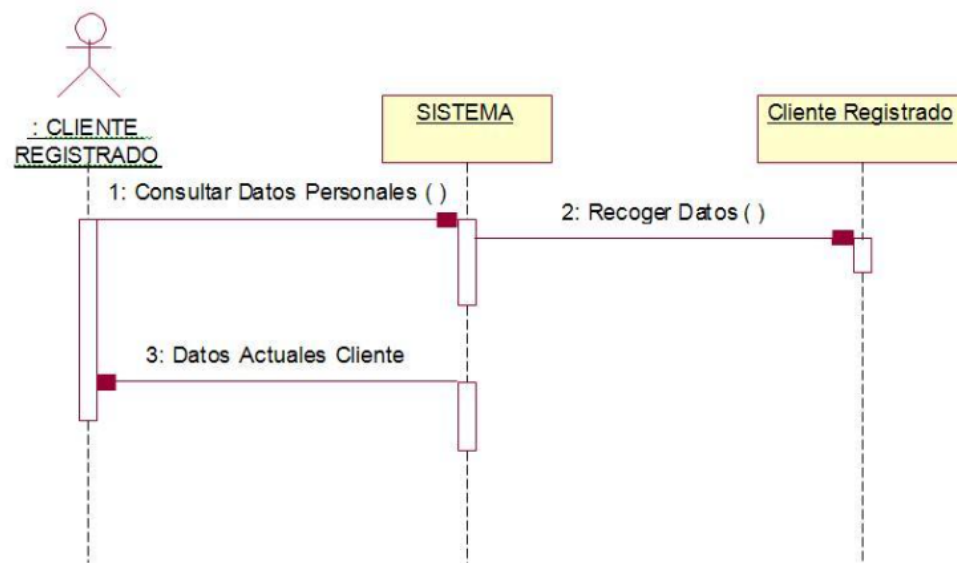 : CLIENTE
REGISTRADO
SISTEMA
Cliente Registrado
1: Consultar Datos Personales ( )
2: Recoger Datos ( )
3: Datos Actuales Cliente